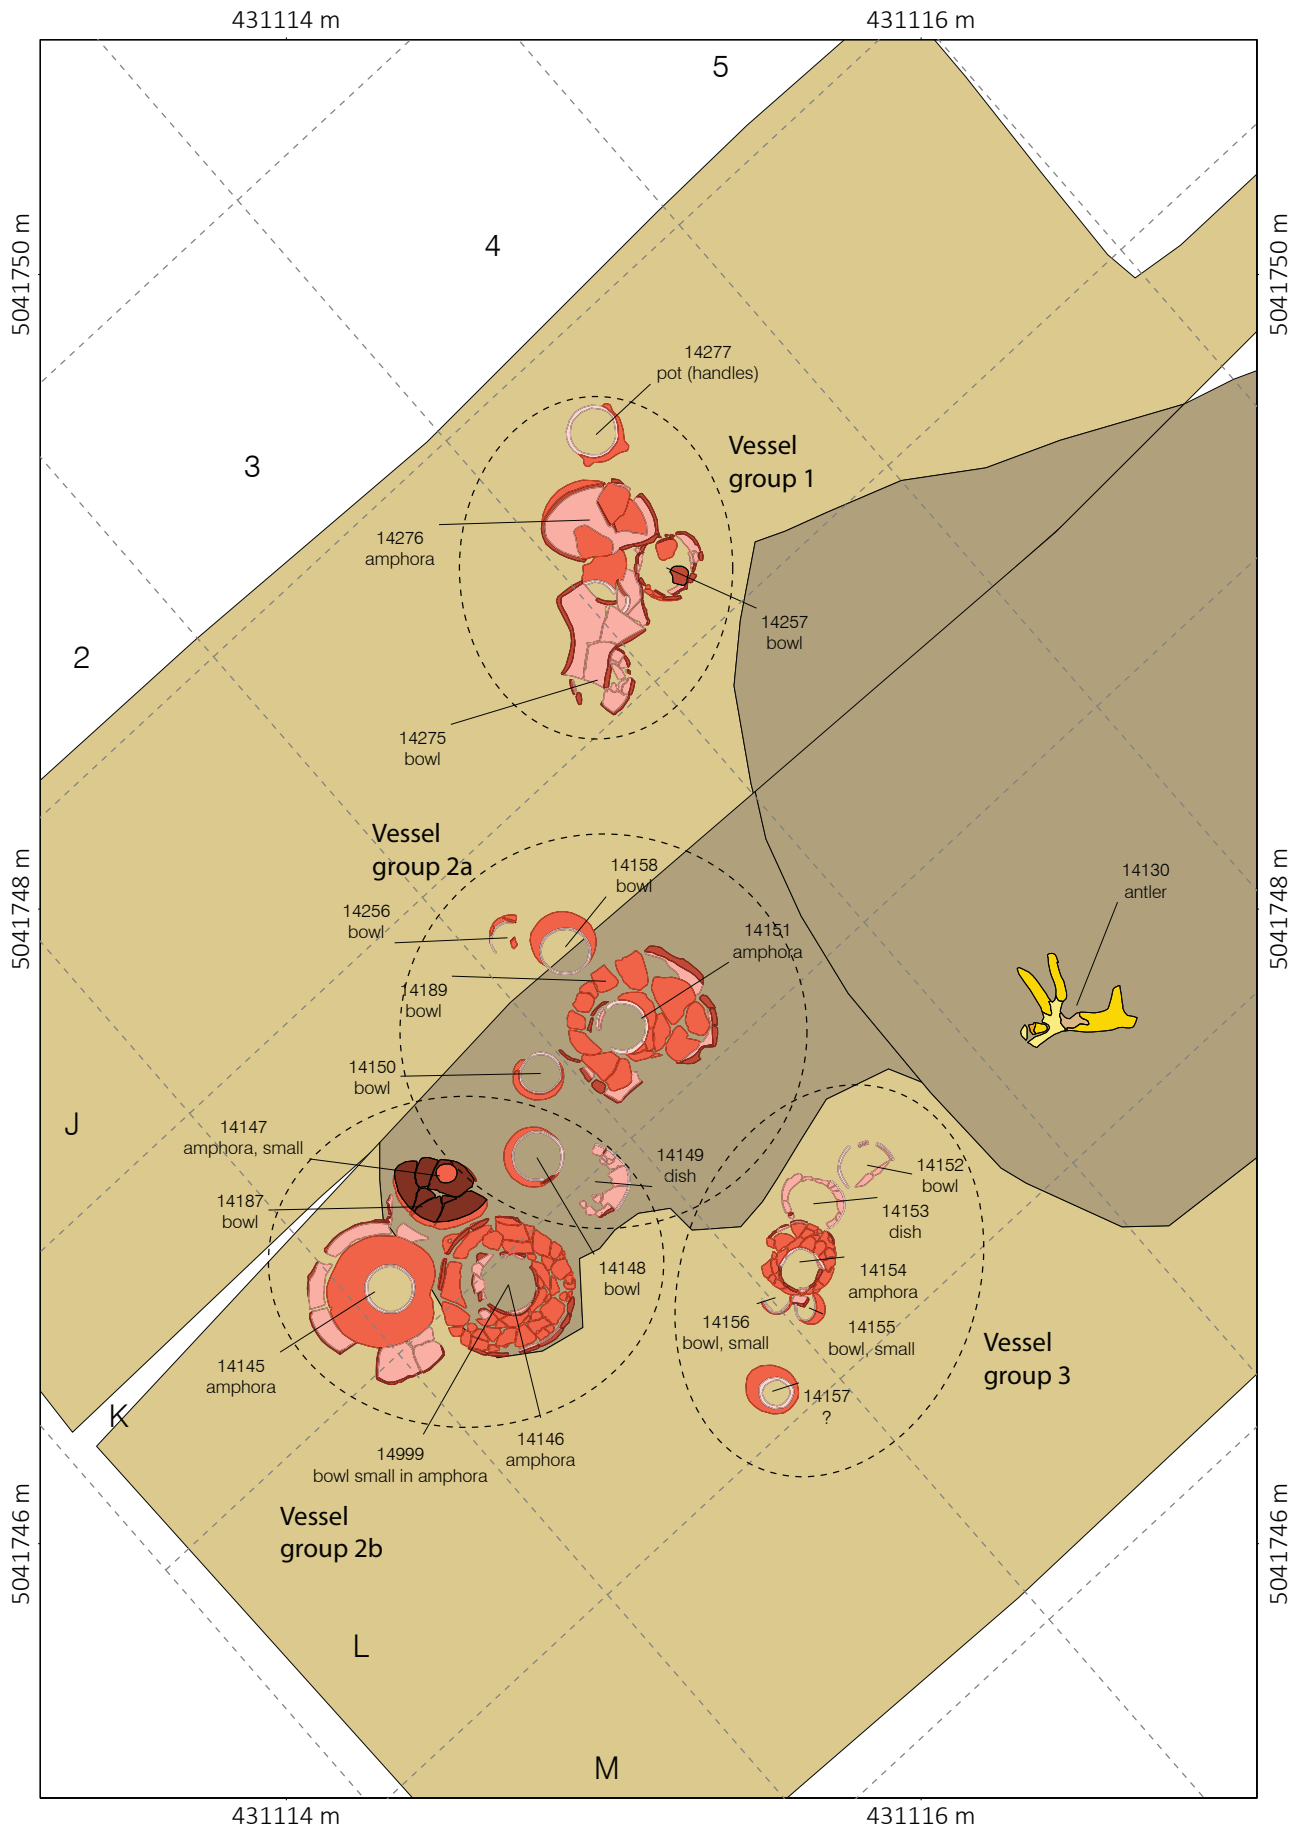 431114 m
431116 m
5
5041750 m
5041750 m
4
14277
pot (handles)
Vessel
group 1
3
14276
amphora
14257
bowl
2
14275
bowl
Vessel
group 2a
14158
bowl
14130
antler
5041748 m
5041748 m
14256
bowl
14151
amphora
14189
bowl
14150
bowl
J
14147
amphora, small
14149
dish
14152
bowl
14187
bowl
14153
dish
14148
bowl
14154
amphora
14156
bowl, small
14155
bowl, small
Vessel
group 3
14145
amphora
14157
?
K
14999
bowl small in amphora
14146
amphora
Vessel
group 2b
5041746 m
5041746 m
L
M
431114 m
431116 m